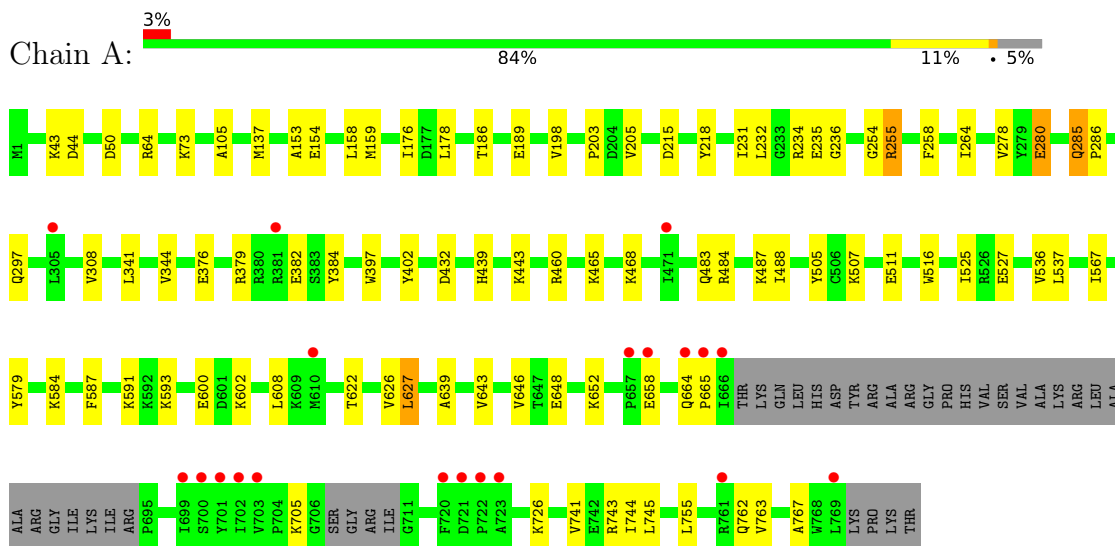 3%
Chain A:
84% 11% • 5%
M1 K43 D44 D50 R64 K73 A105 M137 A153 E154 L158 M159 I176 D177 L178 T186 E189 V198 P203 D204 V205 D215 Y218 I231 L232 G233 R234 E235 G236 G254 R255 F258 I264 V278 Y279 E280 Q285 P286
Q297 L305 V308 L341 V344 E376 R379 R380 R381 E382 S383 Y384 W397 Y402 D432 H439 K443 R460 K465 K468 I471 Q483 R484 K487 I488 Y505 C506 K507 E511 W516 I525 R526 E527 V536 L537 I567
Y579 K584 F587 K591 K592 K593 E600 D601 K602 L608 K609 M610 T622 V626 L627 A639 V643 V646 T647 E648 K652 P657 E658 Q664 P665 I666 THR LYS GLN LEU HIS ASP TYR ARG ALA ARG GLY PRO HIS VAL SER VAL ALA LYS ARG LEU ALA
ALA ARG GLY ILE LYS ILE ARG P695 I699 S700 Y701 I702 V703 P704 K705 G706 SER GLY ARG ILE G711 F720 D721 P722 A723 K726 V741 E742 R743 I744 L745 L755 R761 Q762 V763 A767 W768 L769 LYS PRO LYS THR